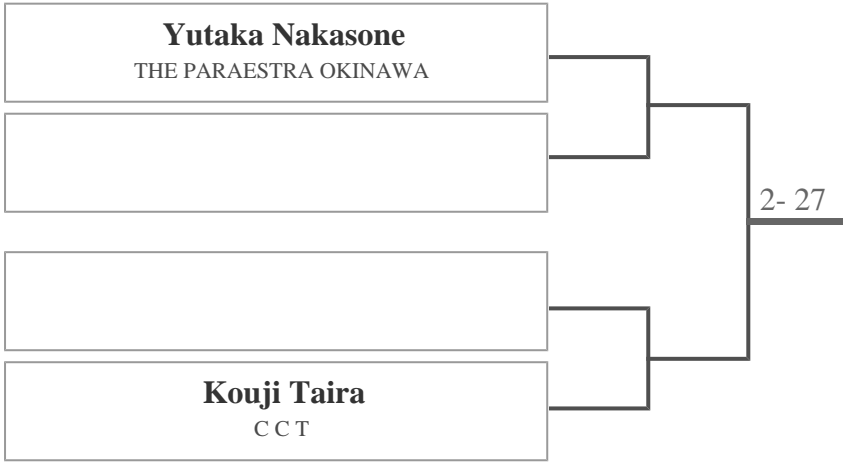 Yutaka Nakasone
THE PARAESTRA OKINAWA
2- 27
Kouji Taira
C C T